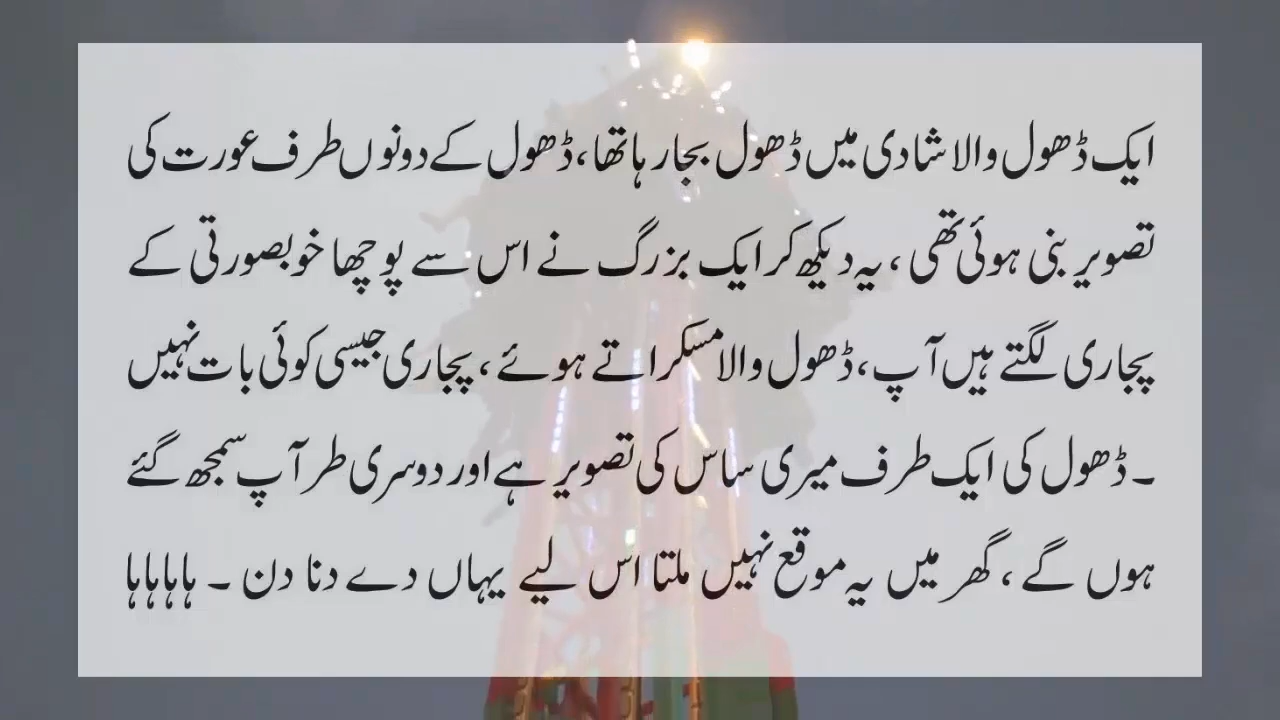 ایک ڈھول والا شادی میں ڈھول بجا رہا تھا، ڈھول کے دونوں طرف عورت کی
تصویر بنی ہوئی تھی، یہ دیکھ کر ایک بزرگ نے اس سے پوچھا خوبصورتی کے
پجاری لگتے ہیں آپ، ڈھول والا مسکراتے ہوئے، پجاری جیسی کوئی بات نہیں
۔ ڈھول کی ایک طرف میری ساس کی تصویر ہے اور دوسری طر آپ سمجھ گئے
ہوں گے، گھر میں یہ موقع نہیں ملتا اس لیے یہاں دے دنا دن ۔ ہاہاہاہا